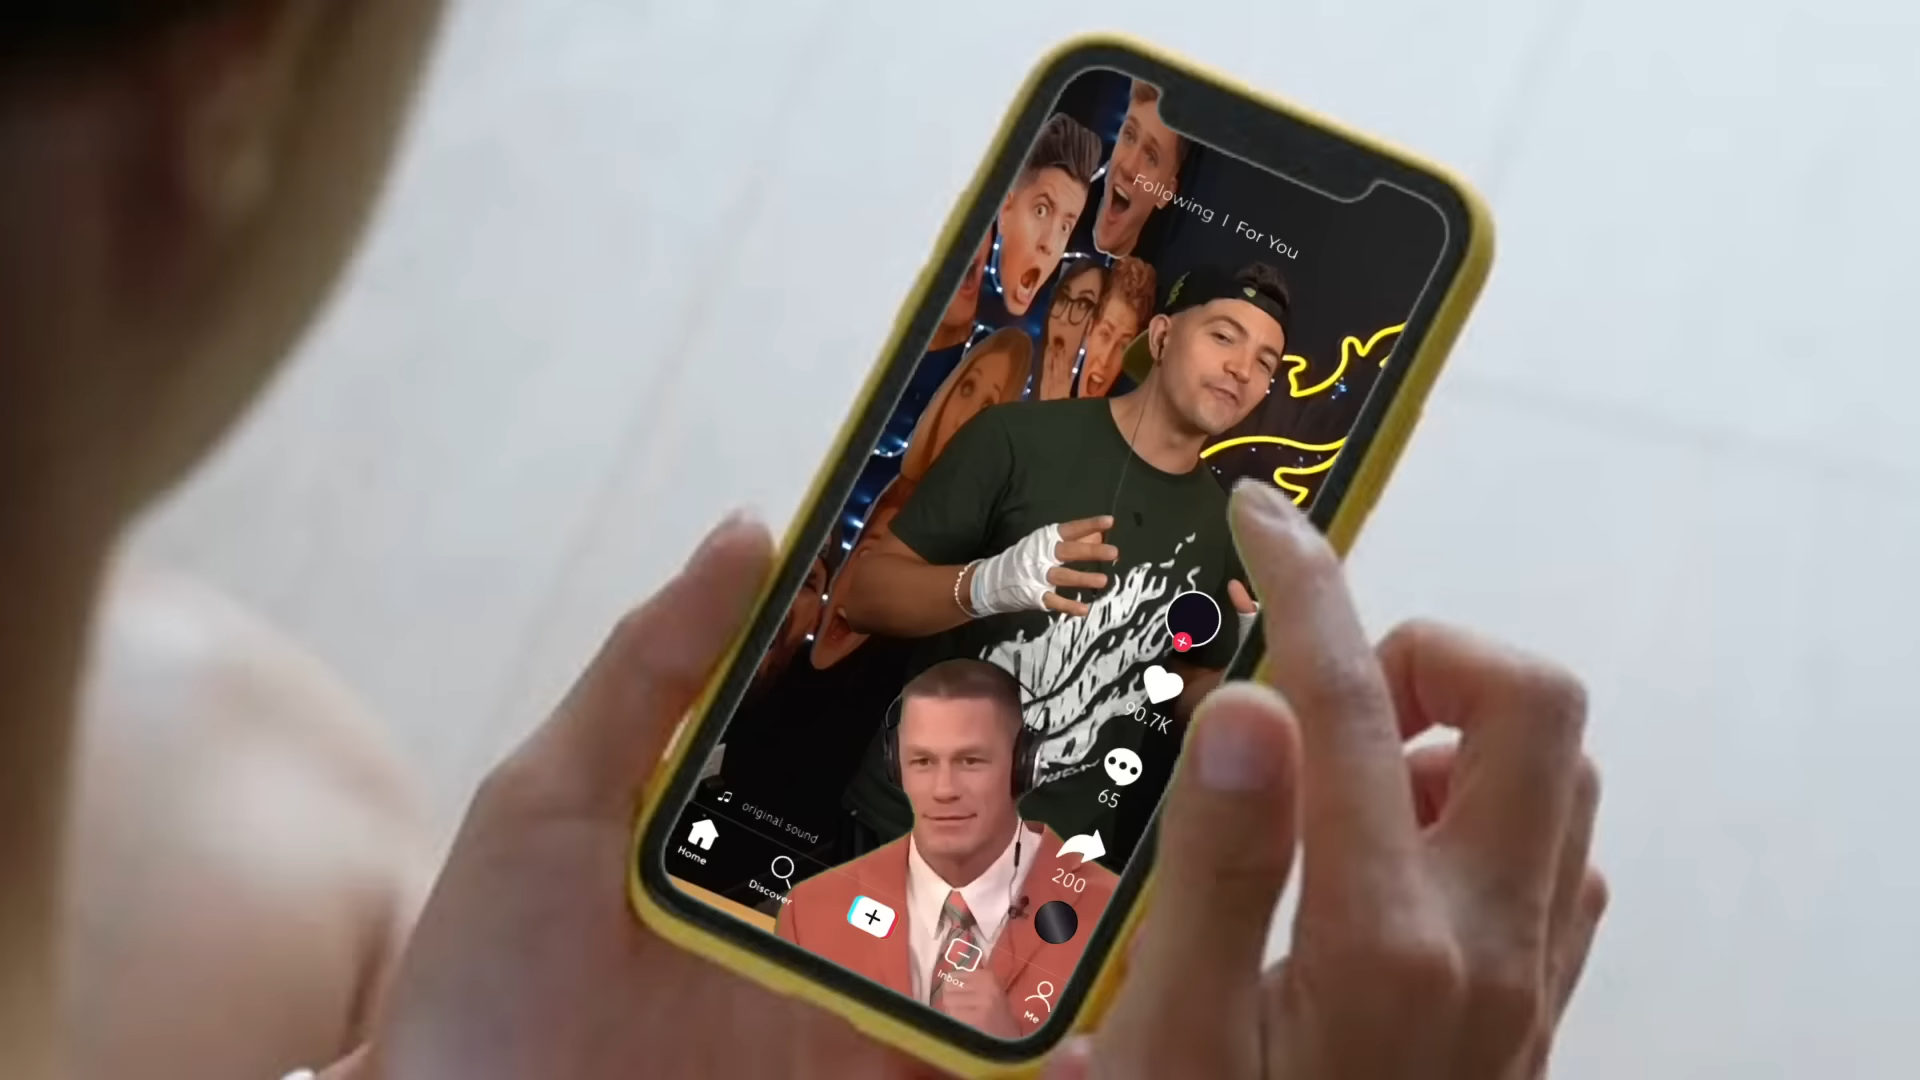 Following | For You
90.7K
65
200
original sound
Home
Discover
Inbox
Me